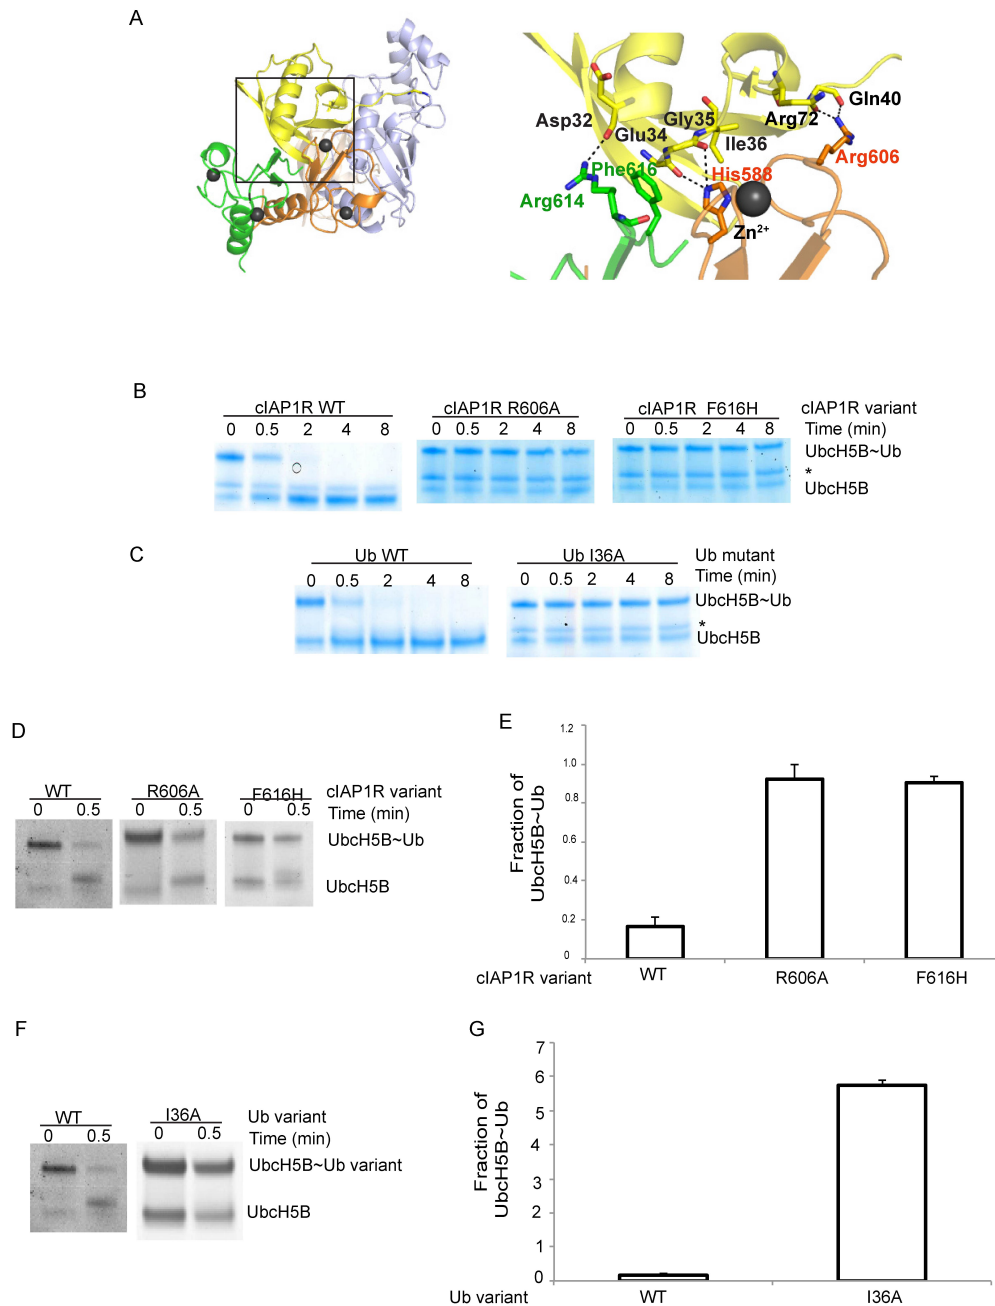 A
Asp32
Glu34
Gly35
Ile36
Arg72
Gln40
Arg606
His588
Phe616
Arg614
Zn2+
B
cIAP1R WT
cIAP1R R606A
cIAP1R F616H
cIAP1R variant
0 0.5 2 4 8
0 0.5 2 4 8
0 0.5 2 4 8
Time (min)
UbcH5B~Ub
*
UbcH5B
C
Ub WT
Ub I36A
Ub mutant
0 0.5 2 4 8
0 0.5 2 4 8
Time (min)
UbcH5B~Ub
*
UbcH5B
D
WT
R606A
F616H
cIAP1R variant
0 0.5
0 0.5
0 0.5
Time (min)
UbcH5B~Ub
UbcH5B
E
Fraction of
UbcH5B~Ub
1.2
1.0
0.8
0.6
0.4
0.2
0
cIAP1R variant
WT
R606A
F616H
F
WT
I36A
Ub variant
0 0.5
0 0.5
Time (min)
UbcH5B~Ub variant
UbcH5B
G
Fraction of
UbcH5B~Ub
7
6
5
4
3
2
1
0
Ub variant
WT
I36A